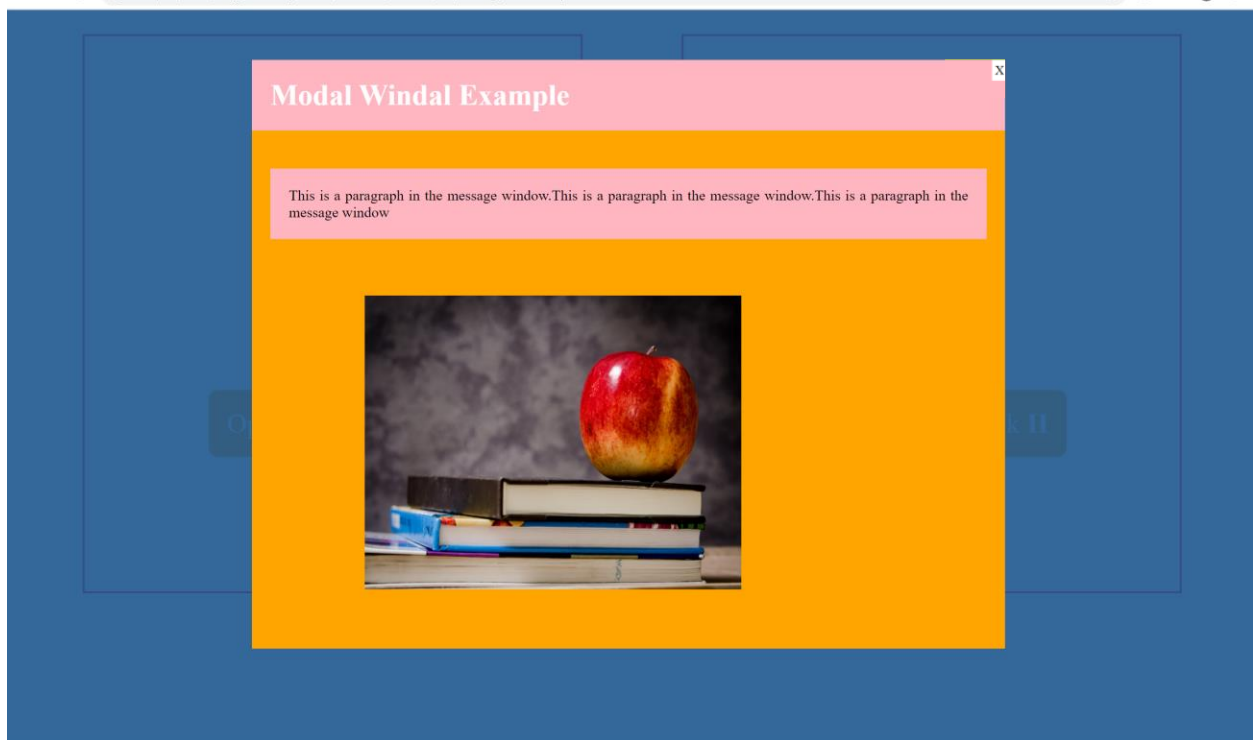 X
Modal Windal Example
This is a paragraph in the message window.This is a paragraph in the message window.This is a paragraph in the
message window
k II